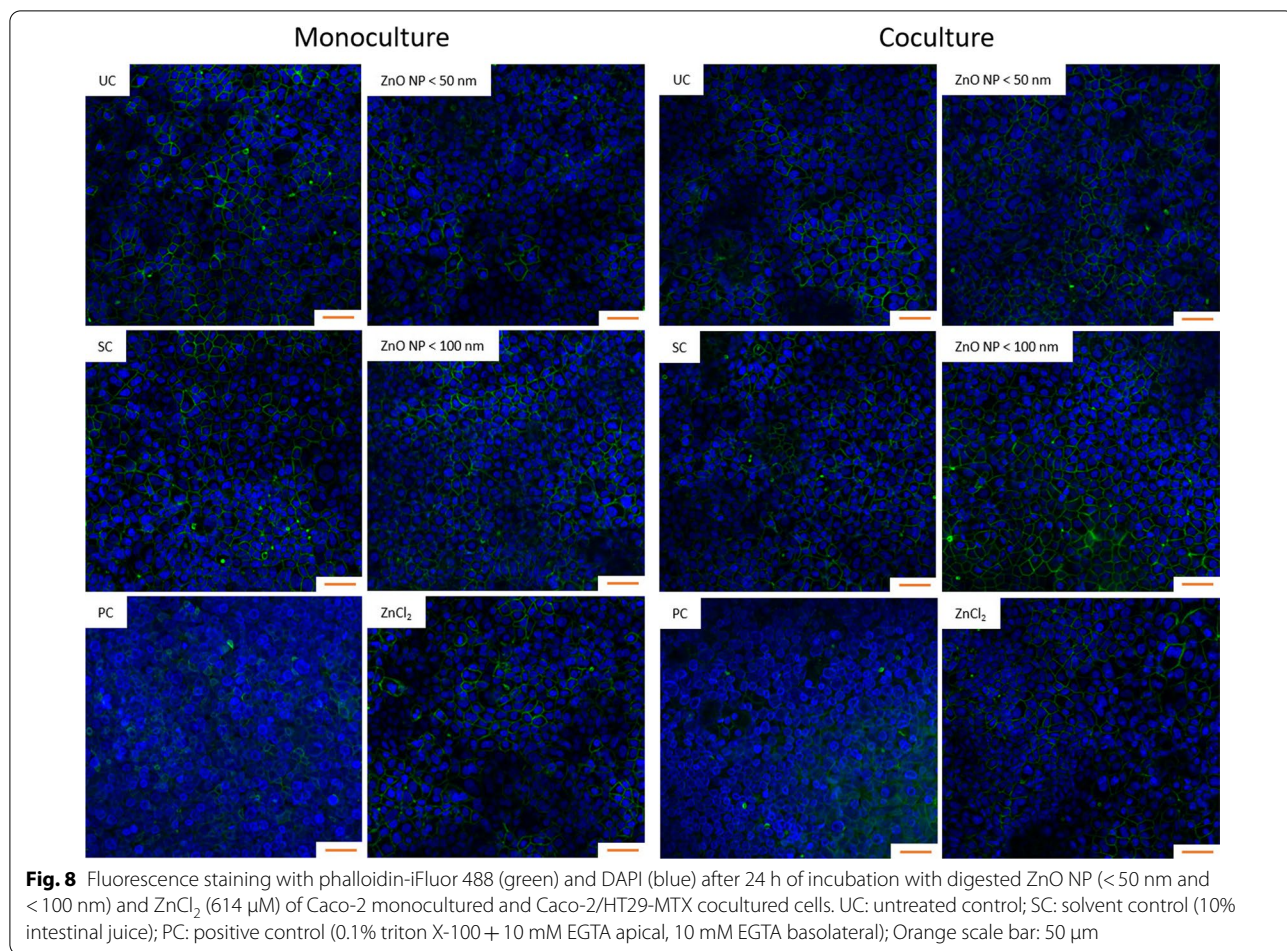 Monoculture
Coculture
UC
ZnO NP < 50 nm
UC
ZnO NP < 50 nm
SC
ZnO NP < 100 nm
SC
ZnO NP < 100 nm
PC
ZnCl₂
PC
ZnCl₂
Fig. 8 Fluorescence staining with phalloidin-iFluor 488 (green) and DAPI (blue) after 24 h of incubation with digested ZnO NP (< 50 nm and
< 100 nm) and ZnCl₂ (614 µM) of Caco-2 monocultured and Caco-2/HT29-MTX cocultured cells. UC: untreated control; SC: solvent control (10%
intestinal juice); PC: positive control (0.1% triton X-100 + 10 mM EGTA apical, 10 mM EGTA basolateral); Orange scale bar: 50 µm